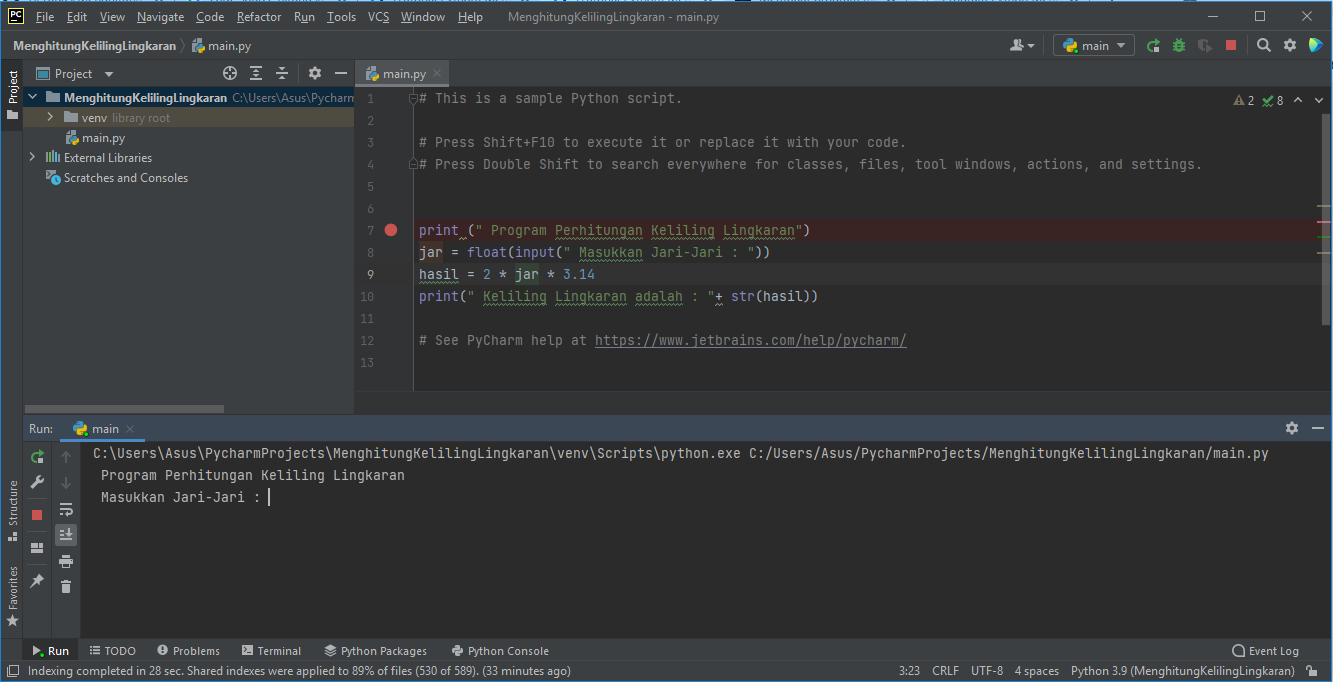 PC File Edit View Navigate Code Refactor Run Tools VCS Window Help MenghitungKelilingLingkaran - main.py
MenghitungKelilingLingkaran main.py main
Project
Project
main.py
MenghitungKelilingLingkaran C:\Users\Asus\Pycharm
venv library root
main.py
External Libraries
Scratches and Consoles
2 8
1 # This is a sample Python script.
2
3 # Press Shift+F10 to execute it or replace it with your code.
4 # Press Double Shift to search everywhere for classes, files, tool windows, actions, and settings.
5
6
7 print (" Program Perhitungan Keliling Lingkaran")
8 jar = float(input(" Masukkan Jari-Jari : "))
9 hasil = 2 * jar * 3.14
10 print(" Keliling Lingkaran adalah : "+ str(hasil))
11
12 # See PyCharm help at https://www.jetbrains.com/help/pycharm/
13
Run: main
C:\Users\Asus\PycharmProjects\MenghitungKelilingLingkaran\venv\Scripts\python.exe C:/Users/Asus/PycharmProjects/MenghitungKelilingLingkaran/main.py
Program Perhitungan Keliling Lingkaran
Masukkan Jari-Jari :
Structure
Favorites
Run TODO Problems Terminal Python Packages Python Console Event Log
Indexing completed in 28 sec. Shared indexes were applied to 89% of files (530 of 589). (33 minutes ago) 3:23 CRLF UTF-8 4 spaces Python 3.9 (MenghitungKelilingLingkaran)